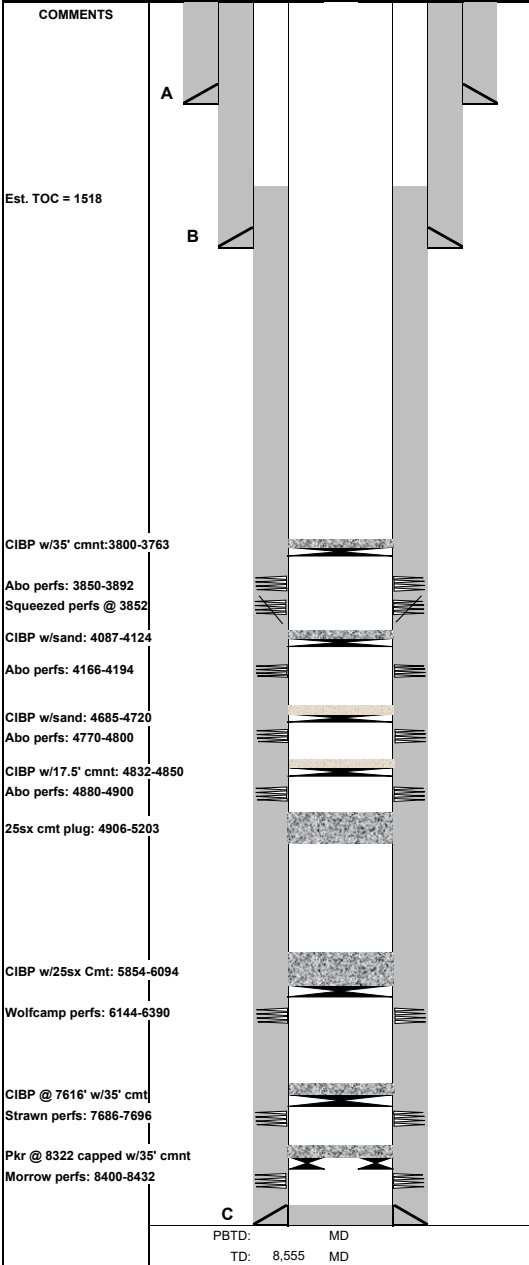 COMMENTS
A
Est. TOC = 1518
B
CIBP w/35' cmnt:3800-3763
Abo perfs: 3850-3892
Squeezed perfs @ 3852
CIBP w/sand: 4087-4124
Abo perfs: 4166-4194
CIBP w/sand: 4685-4720
Abo perfs: 4770-4800
CIBP w/17.5' cmnt: 4832-4850
Abo perfs: 4880-4900
25sx cmt plug: 4906-5203
CIBP w/25sx Cmt: 5854-6094
Wolfcamp perfs: 6144-6390
CIBP @ 7616' w/35' cmt
Strawn perfs: 7686-7696
Pkr @ 8322 capped w/35' cmnt
Morrow perfs: 8400-8432
C
PBTD: MD
TD: 8,555 MD